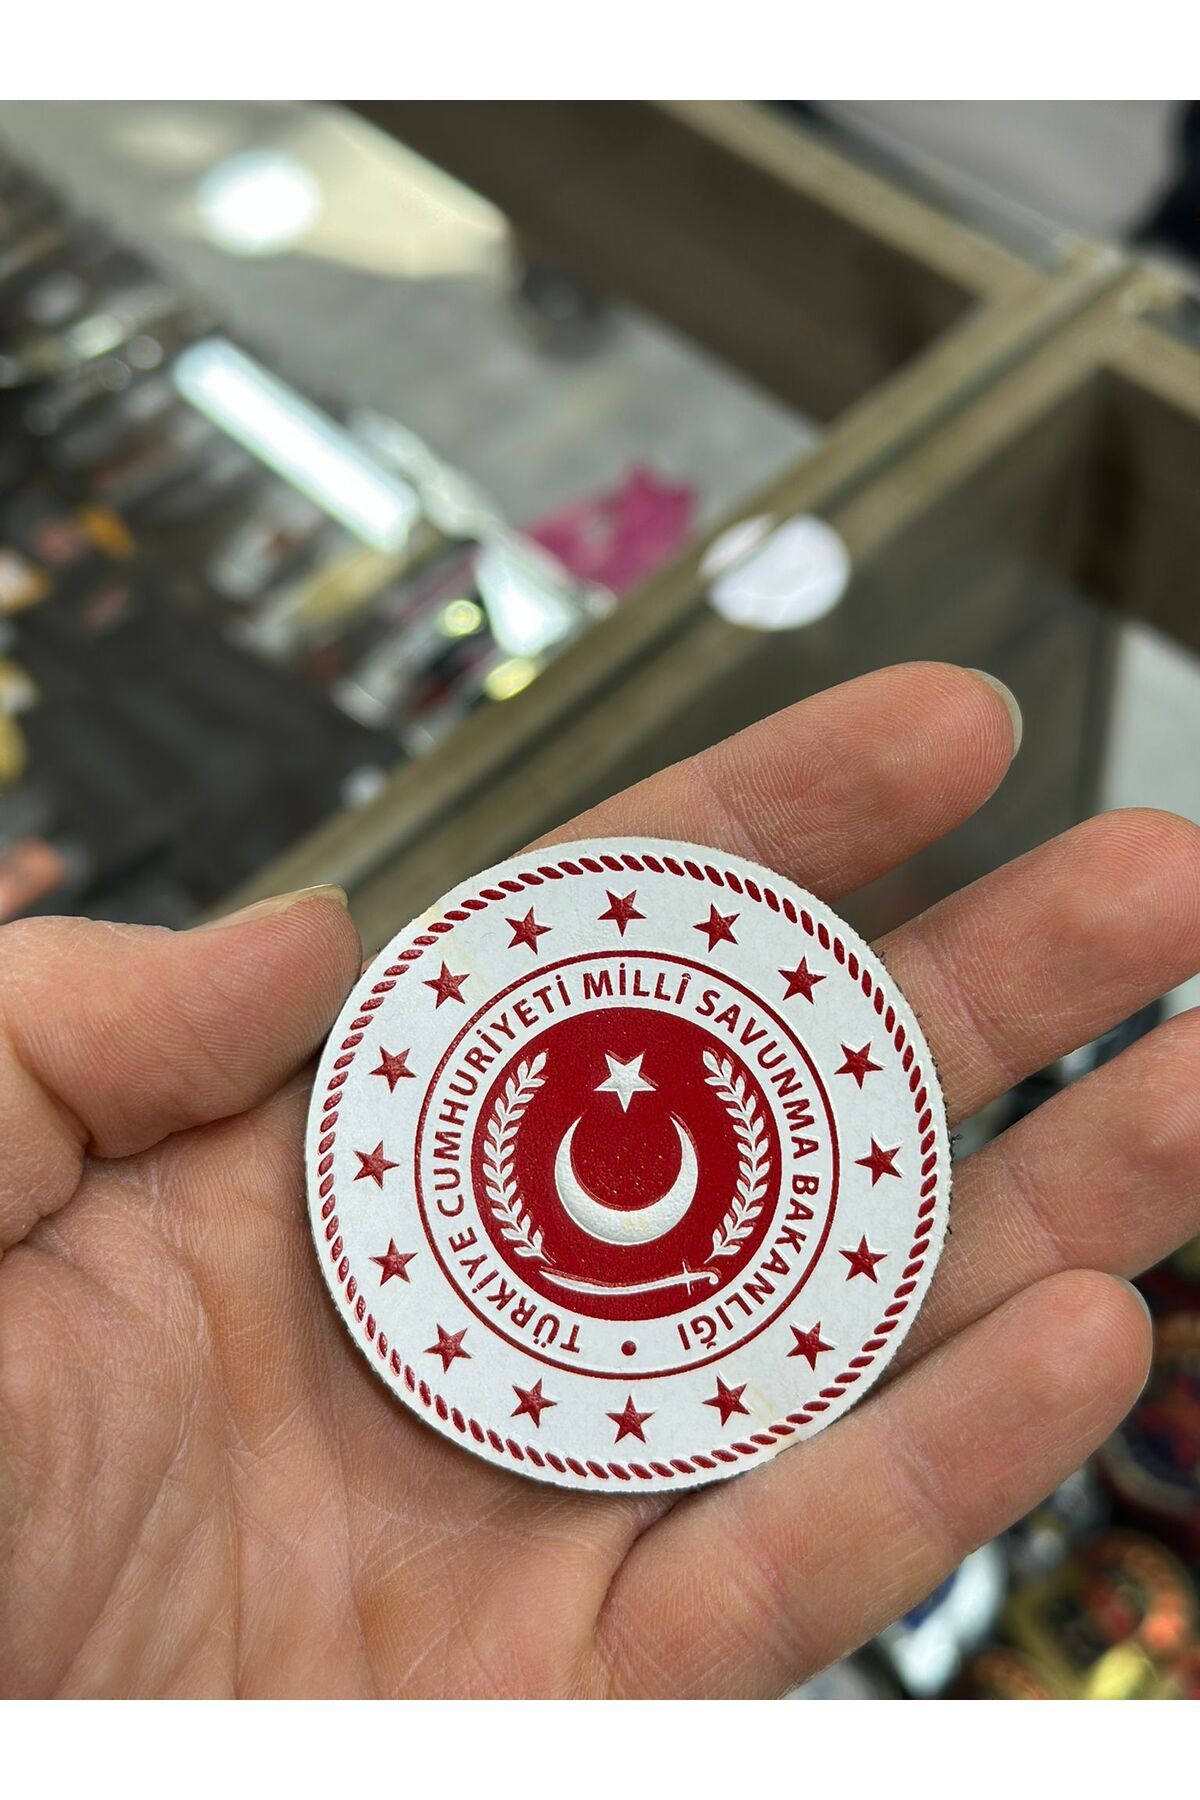 TÜRKİYE CUMHURİYETİ MİLLÎ SAVUNMA BAKANLIĞI